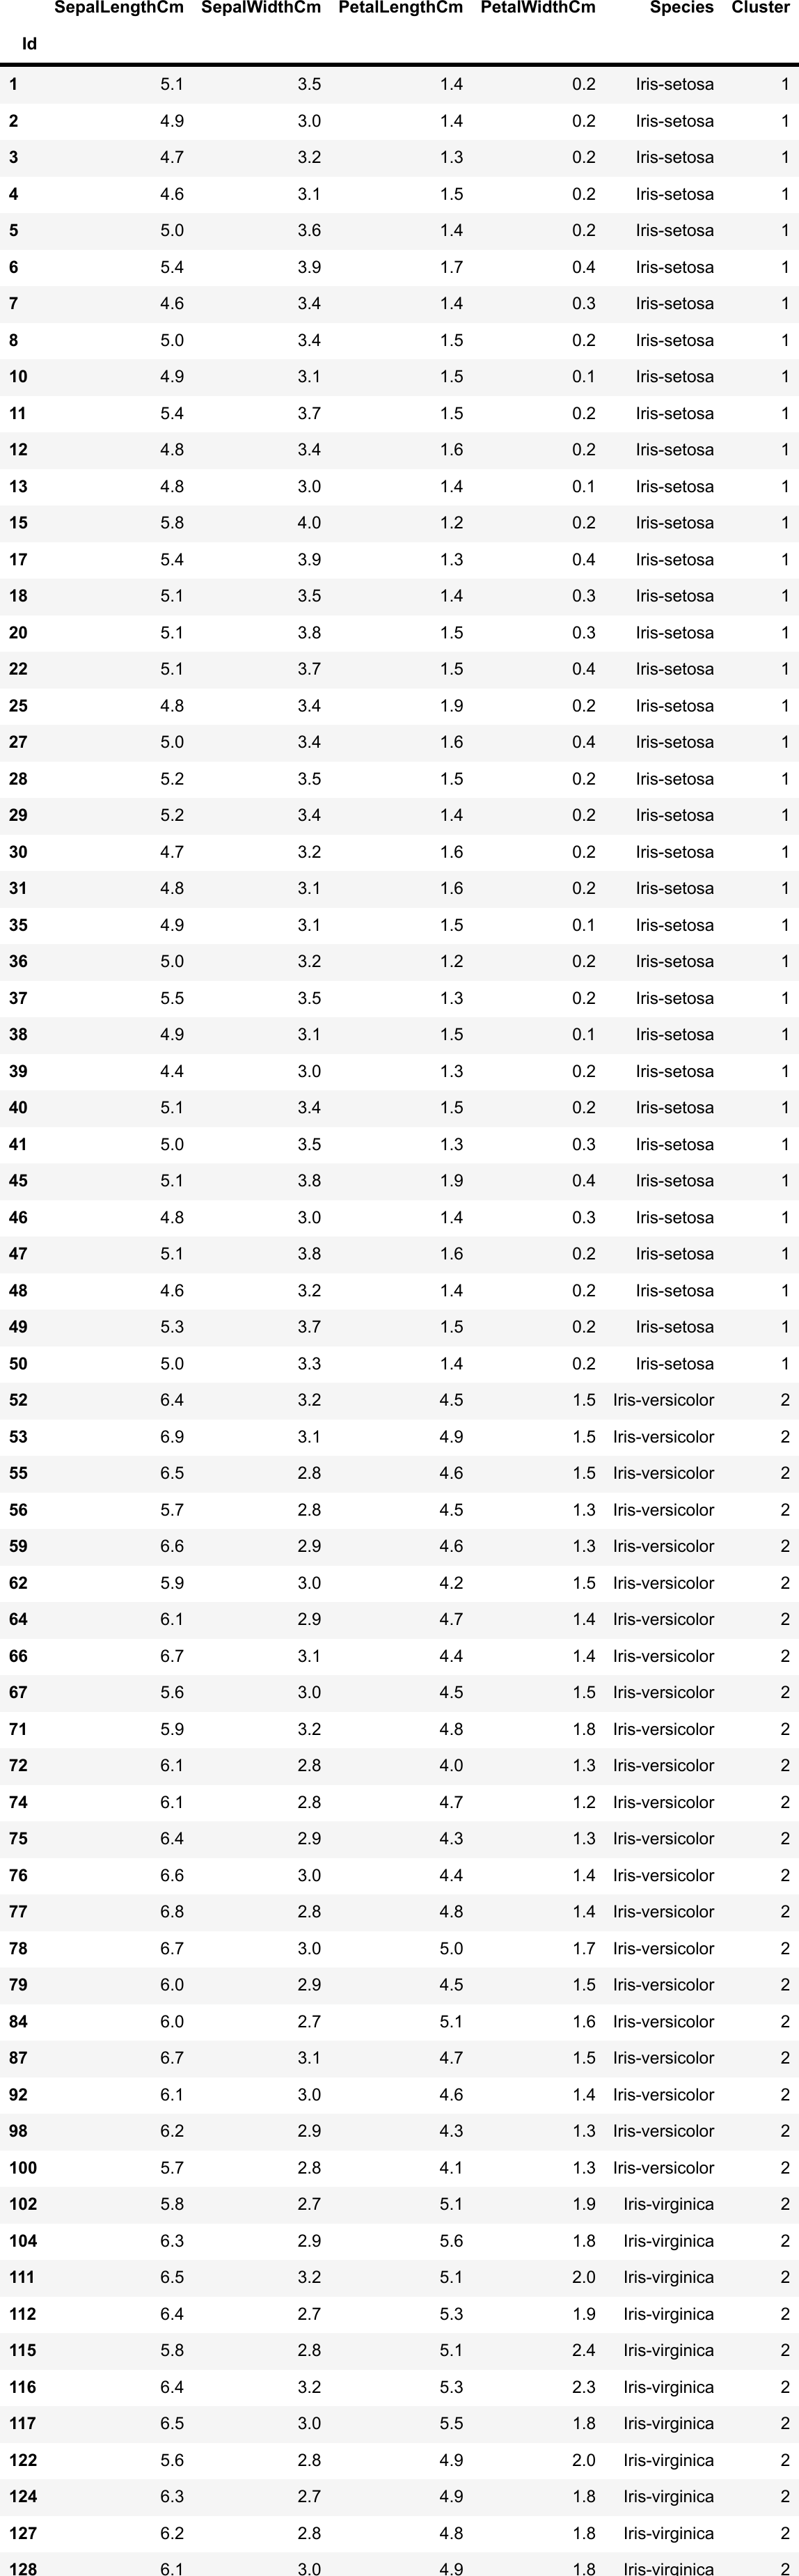 SepalLengthCm SepalWidthCm PetalLengthCm PetalWidthCm Species Cluster
Id
1 5.1 3.5 1.4 0.2 Iris-setosa 1
2 4.9 3.0 1.4 0.2 Iris-setosa 1
3 4.7 3.2 1.3 0.2 Iris-setosa 1
4 4.6 3.1 1.5 0.2 Iris-setosa 1
5 5.0 3.6 1.4 0.2 Iris-setosa 1
6 5.4 3.9 1.7 0.4 Iris-setosa 1
7 4.6 3.4 1.4 0.3 Iris-setosa 1
8 5.0 3.4 1.5 0.2 Iris-setosa 1
10 4.9 3.1 1.5 0.1 Iris-setosa 1
11 5.4 3.7 1.5 0.2 Iris-setosa 1
12 4.8 3.4 1.6 0.2 Iris-setosa 1
13 4.8 3.0 1.4 0.1 Iris-setosa 1
15 5.8 4.0 1.2 0.2 Iris-setosa 1
17 5.4 3.9 1.3 0.4 Iris-setosa 1
18 5.1 3.5 1.4 0.3 Iris-setosa 1
20 5.1 3.8 1.5 0.3 Iris-setosa 1
22 5.1 3.7 1.5 0.4 Iris-setosa 1
25 4.8 3.4 1.9 0.2 Iris-setosa 1
27 5.0 3.4 1.6 0.4 Iris-setosa 1
28 5.2 3.5 1.5 0.2 Iris-setosa 1
29 5.2 3.4 1.4 0.2 Iris-setosa 1
30 4.7 3.2 1.6 0.2 Iris-setosa 1
31 4.8 3.1 1.6 0.2 Iris-setosa 1
35 4.9 3.1 1.5 0.1 Iris-setosa 1
36 5.0 3.2 1.2 0.2 Iris-setosa 1
37 5.5 3.5 1.3 0.2 Iris-setosa 1
38 4.9 3.1 1.5 0.1 Iris-setosa 1
39 4.4 3.0 1.3 0.2 Iris-setosa 1
40 5.1 3.4 1.5 0.2 Iris-setosa 1
41 5.0 3.5 1.3 0.3 Iris-setosa 1
45 5.1 3.8 1.9 0.4 Iris-setosa 1
46 4.8 3.0 1.4 0.3 Iris-setosa 1
47 5.1 3.8 1.6 0.2 Iris-setosa 1
48 4.6 3.2 1.4 0.2 Iris-setosa 1
49 5.3 3.7 1.5 0.2 Iris-setosa 1
50 5.0 3.3 1.4 0.2 Iris-setosa 1
52 6.4 3.2 4.5 1.5 Iris-versicolor 2
53 6.9 3.1 4.9 1.5 Iris-versicolor 2
55 6.5 2.8 4.6 1.5 Iris-versicolor 2
56 5.7 2.8 4.5 1.3 Iris-versicolor 2
59 6.6 2.9 4.6 1.3 Iris-versicolor 2
62 5.9 3.0 4.2 1.5 Iris-versicolor 2
64 6.1 2.9 4.7 1.4 Iris-versicolor 2
66 6.7 3.1 4.4 1.4 Iris-versicolor 2
67 5.6 3.0 4.5 1.5 Iris-versicolor 2
71 5.9 3.2 4.8 1.8 Iris-versicolor 2
72 6.1 2.8 4.0 1.3 Iris-versicolor 2
74 6.1 2.8 4.7 1.2 Iris-versicolor 2
75 6.4 2.9 4.3 1.3 Iris-versicolor 2
76 6.6 3.0 4.4 1.4 Iris-versicolor 2
77 6.8 2.8 4.8 1.4 Iris-versicolor 2
78 6.7 3.0 5.0 1.7 Iris-versicolor 2
79 6.0 2.9 4.5 1.5 Iris-versicolor 2
84 6.0 2.7 5.1 1.6 Iris-versicolor 2
87 6.7 3.1 4.7 1.5 Iris-versicolor 2
92 6.1 3.0 4.6 1.4 Iris-versicolor 2
98 6.2 2.9 4.3 1.3 Iris-versicolor 2
100 5.7 2.8 4.1 1.3 Iris-versicolor 2
102 5.8 2.7 5.1 1.9 Iris-virginica 2
104 6.3 2.9 5.6 1.8 Iris-virginica 2
111 6.5 3.2 5.1 2.0 Iris-virginica 2
112 6.4 2.7 5.3 1.9 Iris-virginica 2
115 5.8 2.8 5.1 2.4 Iris-virginica 2
116 6.4 3.2 5.3 2.3 Iris-virginica 2
117 6.5 3.0 5.5 1.8 Iris-virginica 2
122 5.6 2.8 4.9 2.0 Iris-virginica 2
124 6.3 2.7 4.9 1.8 Iris-virginica 2
127 6.2 2.8 4.8 1.8 Iris-virginica 2
128 6.1 3.0 4.9 1.8 Iris-virginica 2